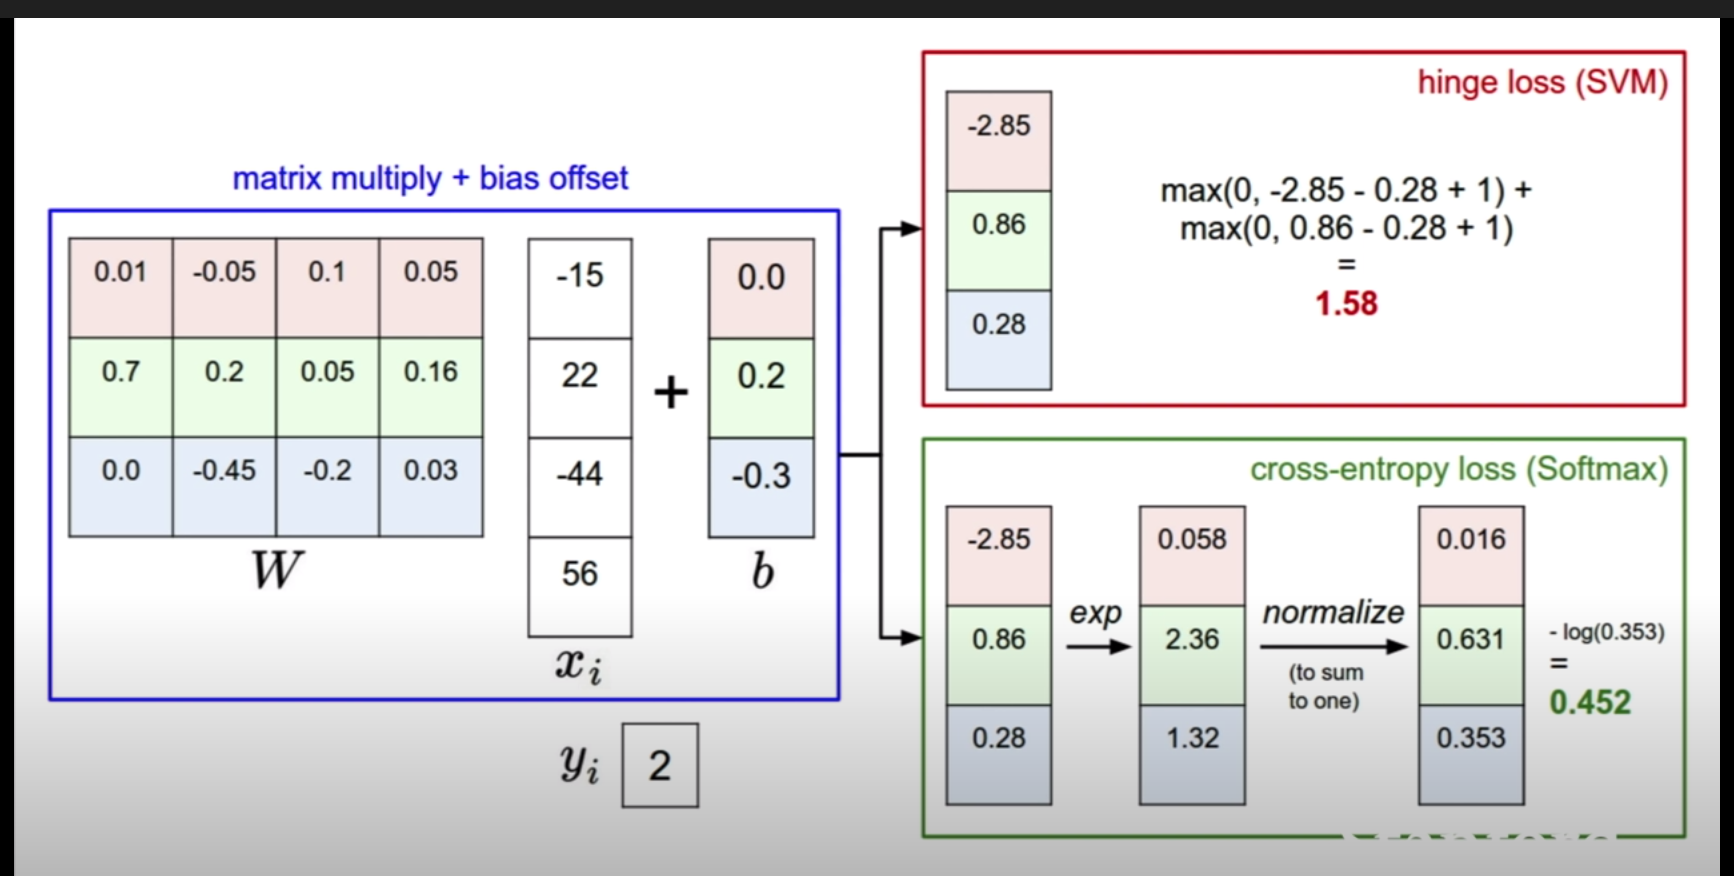 matrix multiply + bias offset
0.01 -0.05 0.1 0.05
0.7 0.2 0.05 0.16
0.0 -0.45 -0.2 0.03
W
-15
22
-44
56
x i
+
0.0
0.2
-0.3
b
y i 2
hinge loss (SVM)
-2.85
0.86
0.28
max(0, -2.85 - 0.28 + 1) +
max(0, 0.86 - 0.28 + 1)
=
1.58
cross-entropy loss (Softmax)
-2.85
0.86
0.28
exp
0.058
2.36
1.32
normalize
(to sum
to one)
0.016
0.631
0.353
- log(0.353)
=
0.452